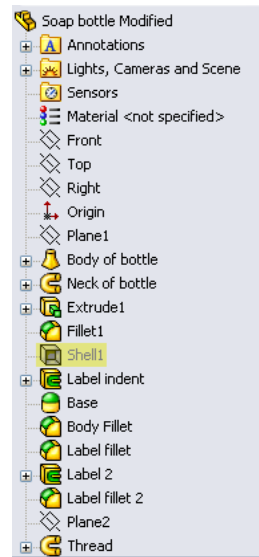 Soap bottle Modified
Annotations
Lights, Cameras and Scene
Sensors
Material <not specified>
Front
Top
Right
Origin
Plane1
Body of bottle
Neck of bottle
Extrude1
Fillet1
Shell1
Label indent
Base
Body Fillet
Label fillet
Label 2
Label fillet 2
Plane2
Thread